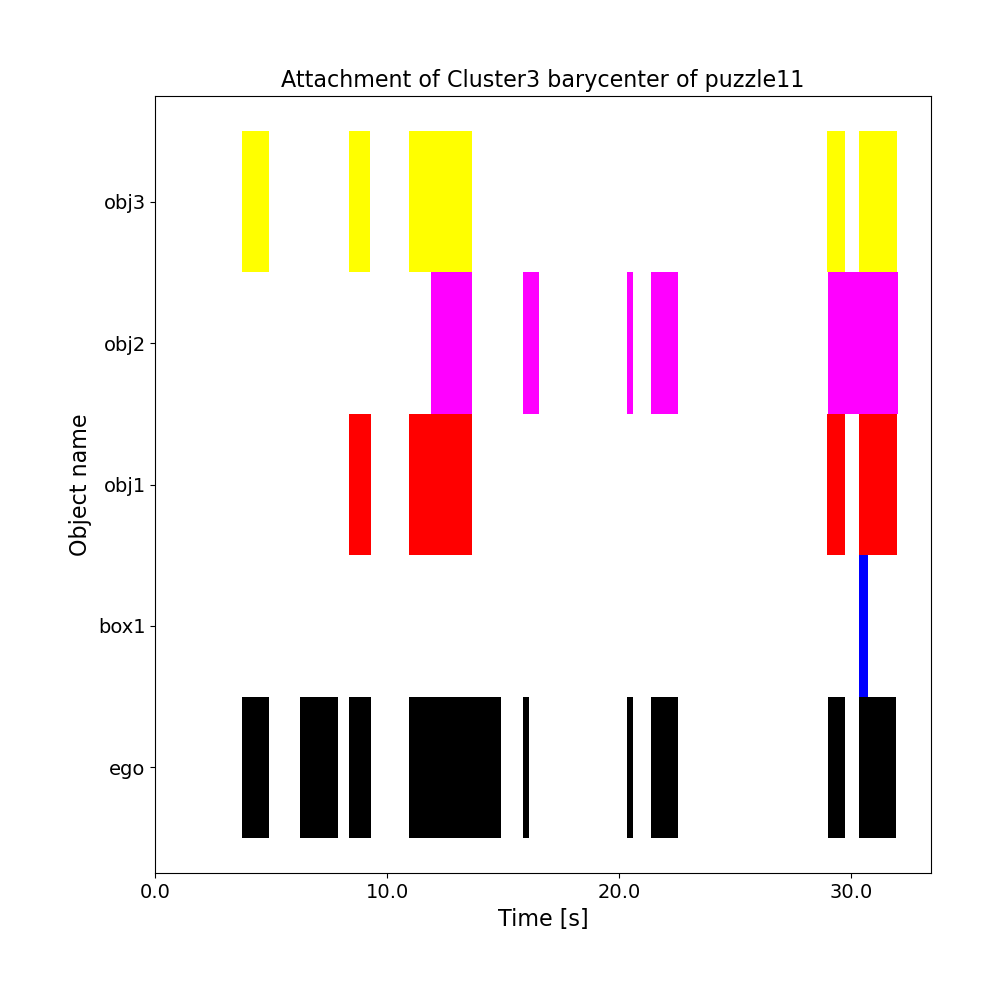 Attachment of Cluster3 barycenter of puzzle11
obj3
obj2
obj1
box1
ego
Object name
0.0 10.0 20.0 30.0
Time [s]